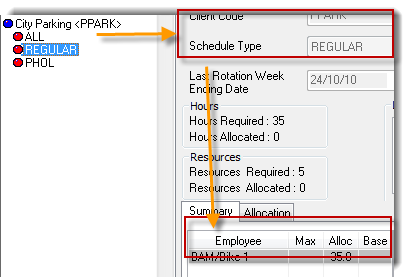 City Parking <PPARK>
ALL
REGULAR
PHOL
Client Code
Schedule Type
REGULAR
Last Rotation Week
Ending Date
24/10/10
Hours
Hours Required : 35
Hours Allocated : 0
Resources
Resources Required : 5
Resources Allocated : 0
Summary
Allocation
Employee
Max
Alloc
Base
BAM/Bike 1
35.0